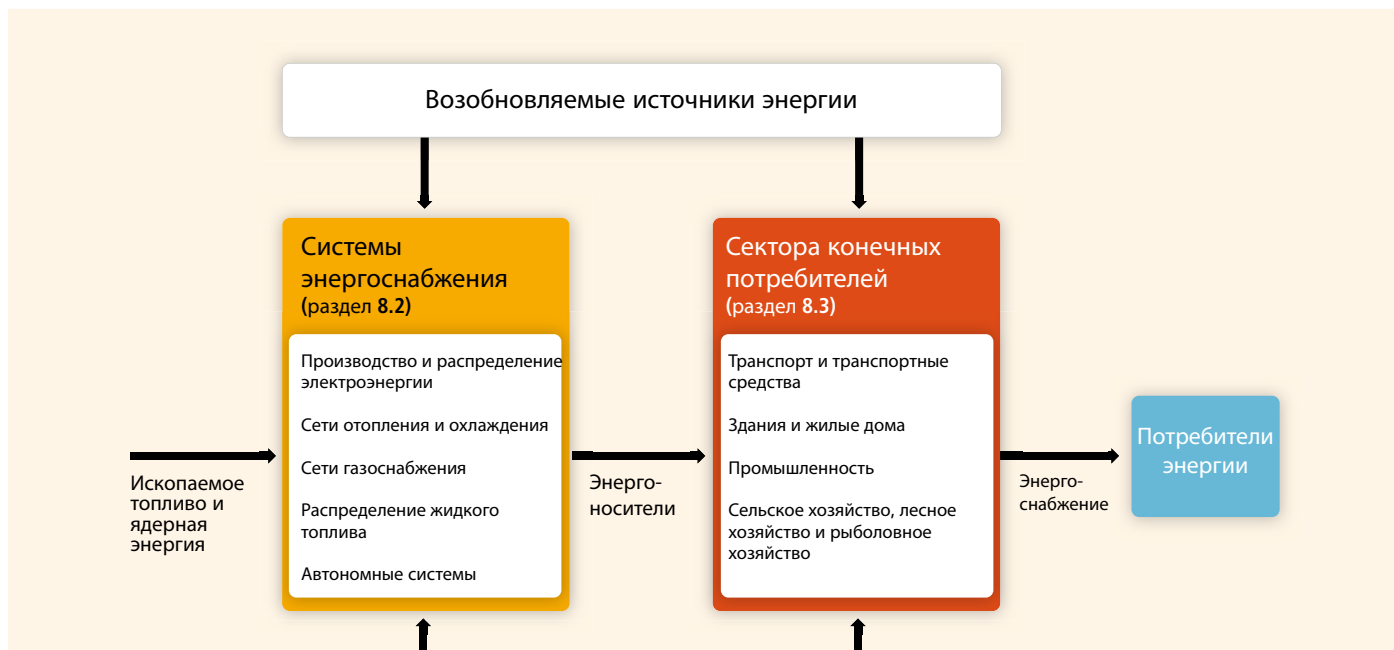 Возобновляемые источники энергии
Системы
энергоснабжения
(раздел 8.2)
Производство и распределение
электроэнергии
Сети отопления и охлаждения
Сети газоснабжения
Распределение жидкого
топлива
Автономные системы
Сектора конечных
потребителей
(раздел 8.3)
Транспорт и транспортные
средства
Здания и жилые дома
Промышленность
Сельское хозяйство, лесное
хозяйство и рыболовное
хозяйство
Ископаемое
топливо и
ядерная
энергия
Энерго-
носители
Энерго-
снабжение
Потребители
энергии